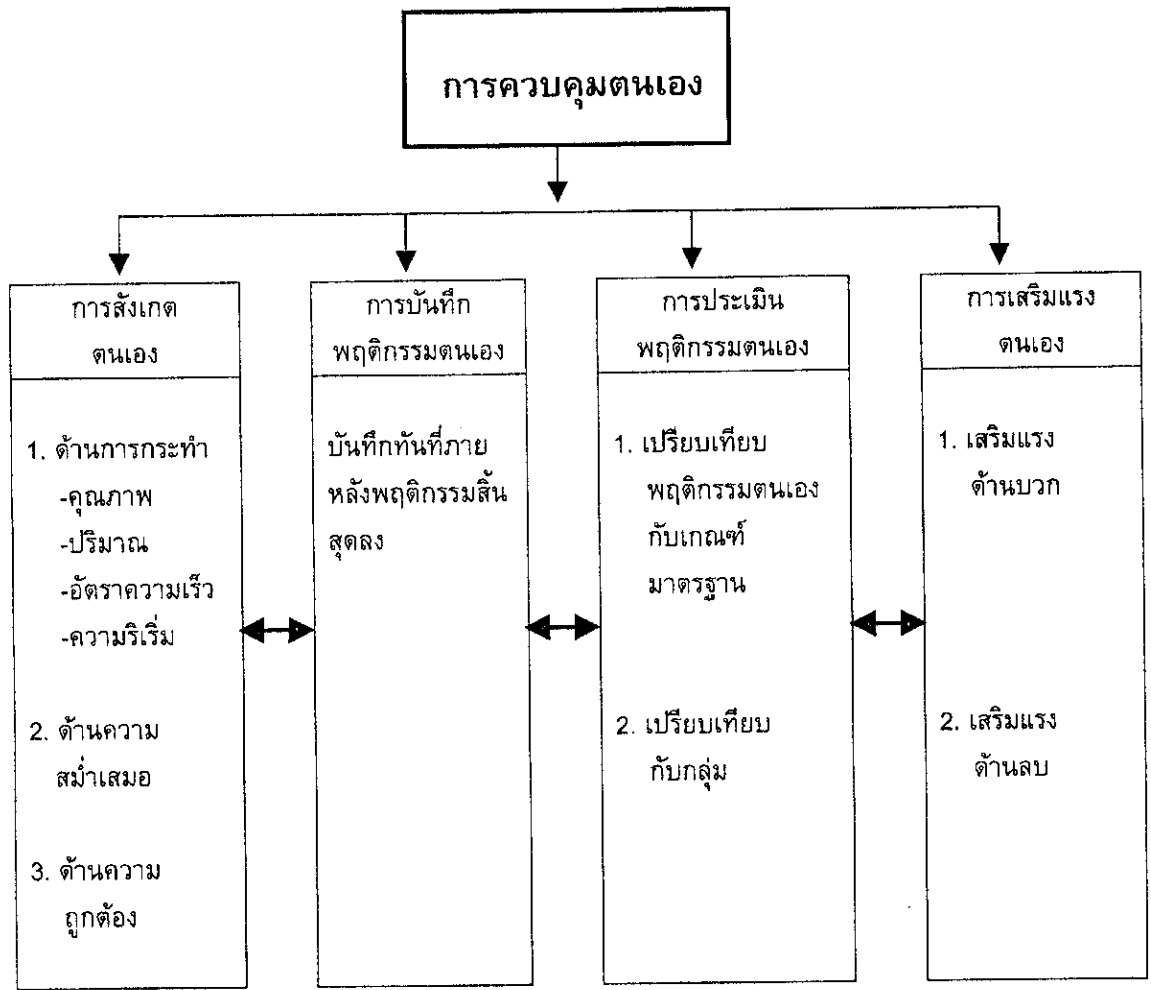 การควบคุมตนเอง
การสังเกต
ตนเอง
1. ด้านการกระทำ
-คุณภาพ
-ปริมาณ
-อัตราความเร็ว
-ความริเริ่ม
2. ด้านความ
สม่ำเสมอ
3. ด้านความ
ถูกต้อง
การบันทึก
พฤติกรรมตนเอง
บันทึกทันที่ภาย
หลังพฤติกรรมสิ้น
สุดลง
การประเมิน
พฤติกรรมตนเอง
1. เปรียบเทียบ
พฤติกรรมตนเอง
กับเกณฑ์
มาตรฐาน
2. เปรียบเทียบ
กับกลุ่ม
การเสริมแรง
ตนเอง
1. เสริมแรง
ด้านบวก
2. เสริมแรง
ด้านลบ